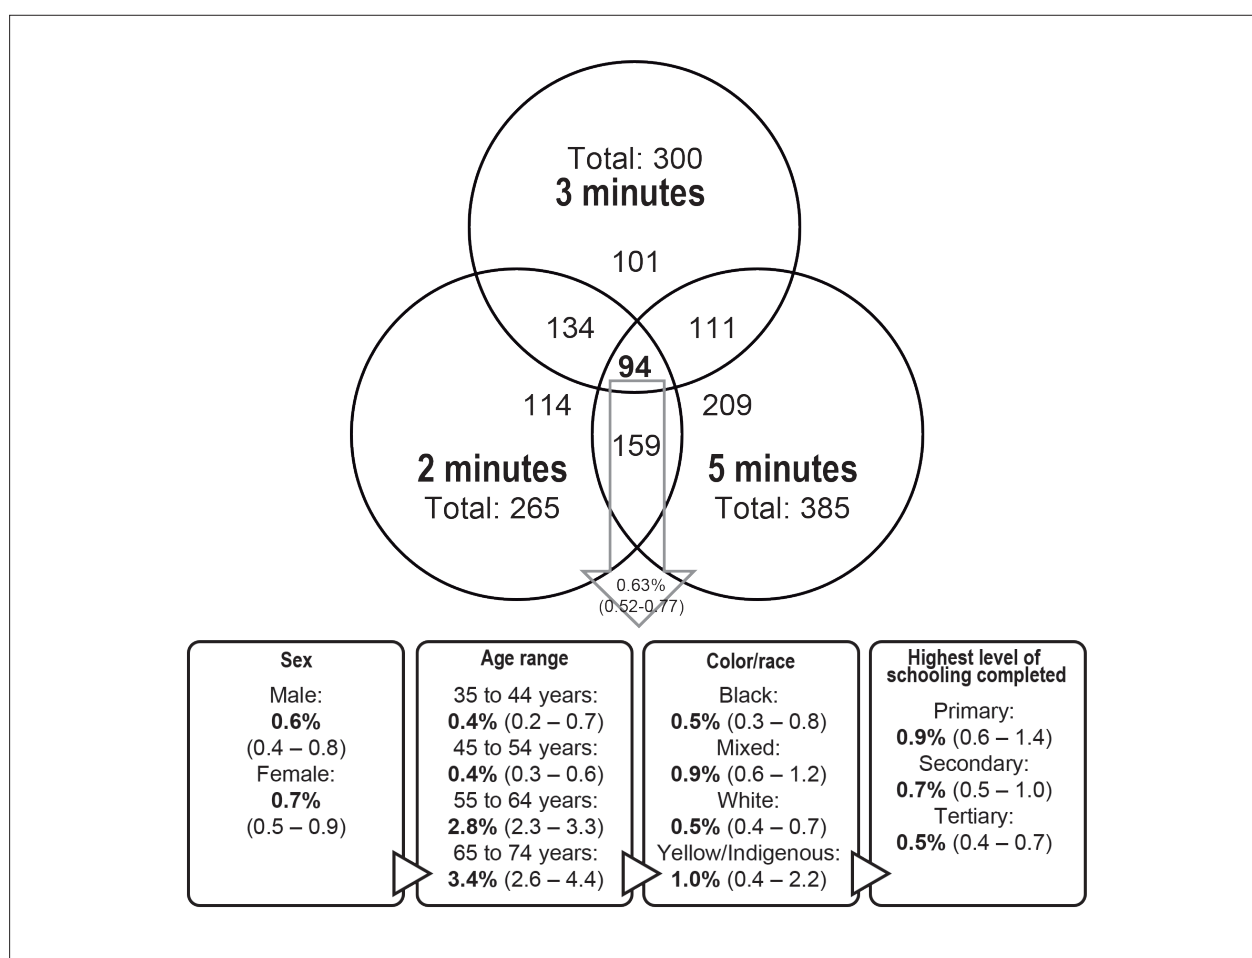 Total: 300
3 minutes
101
134
111
94
114
209
159
2 minutes
5 minutes
Total: 265
Total: 385
0.63%
(0.52-0.77)
Sex
Male:
0.6%
(0.4 – 0.8)
Female:
0.7%
(0.5 – 0.9)
Age range
35 to 44 years:
0.4% (0.2 – 0.7)
45 to 54 years:
0.4% (0.3 – 0.6)
55 to 64 years:
2.8% (2.3 – 3.3)
65 to 74 years:
3.4% (2.6 – 4.4)
Color/race
Black:
0.5% (0.3 – 0.8)
Mixed:
0.9% (0.6 – 1.2)
White:
0.5% (0.4 – 0.7)
Yellow/Indigenous:
1.0% (0.4 – 2.2)
Highest level of
schooling completed
Primary:
0.9% (0.6 – 1.4)
Secondary:
0.7% (0.5 – 1.0)
Tertiary:
0.5% (0.4 – 0.7)